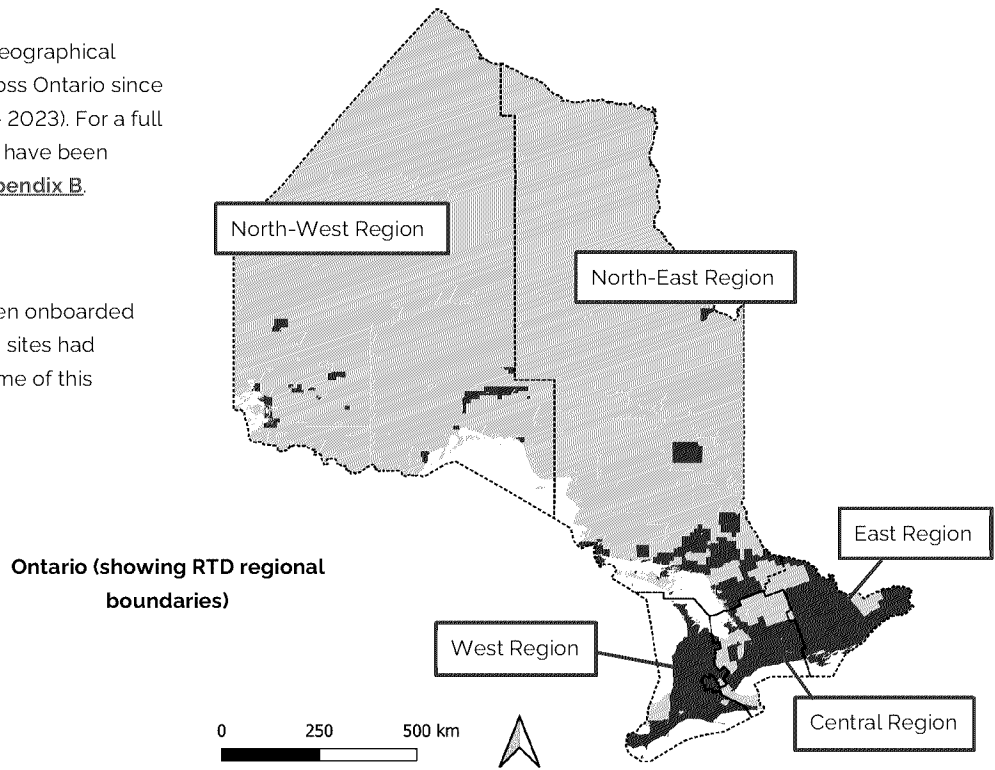 eographical
oss Ontario since
- 2023). For a full
have been
pendix B.
en onboarded
sites had
me of this
North-West Region
North-East Region
East Region
Ontario (showing RTD regional
boundaries)
West Region
Central Region
0 250 500 km